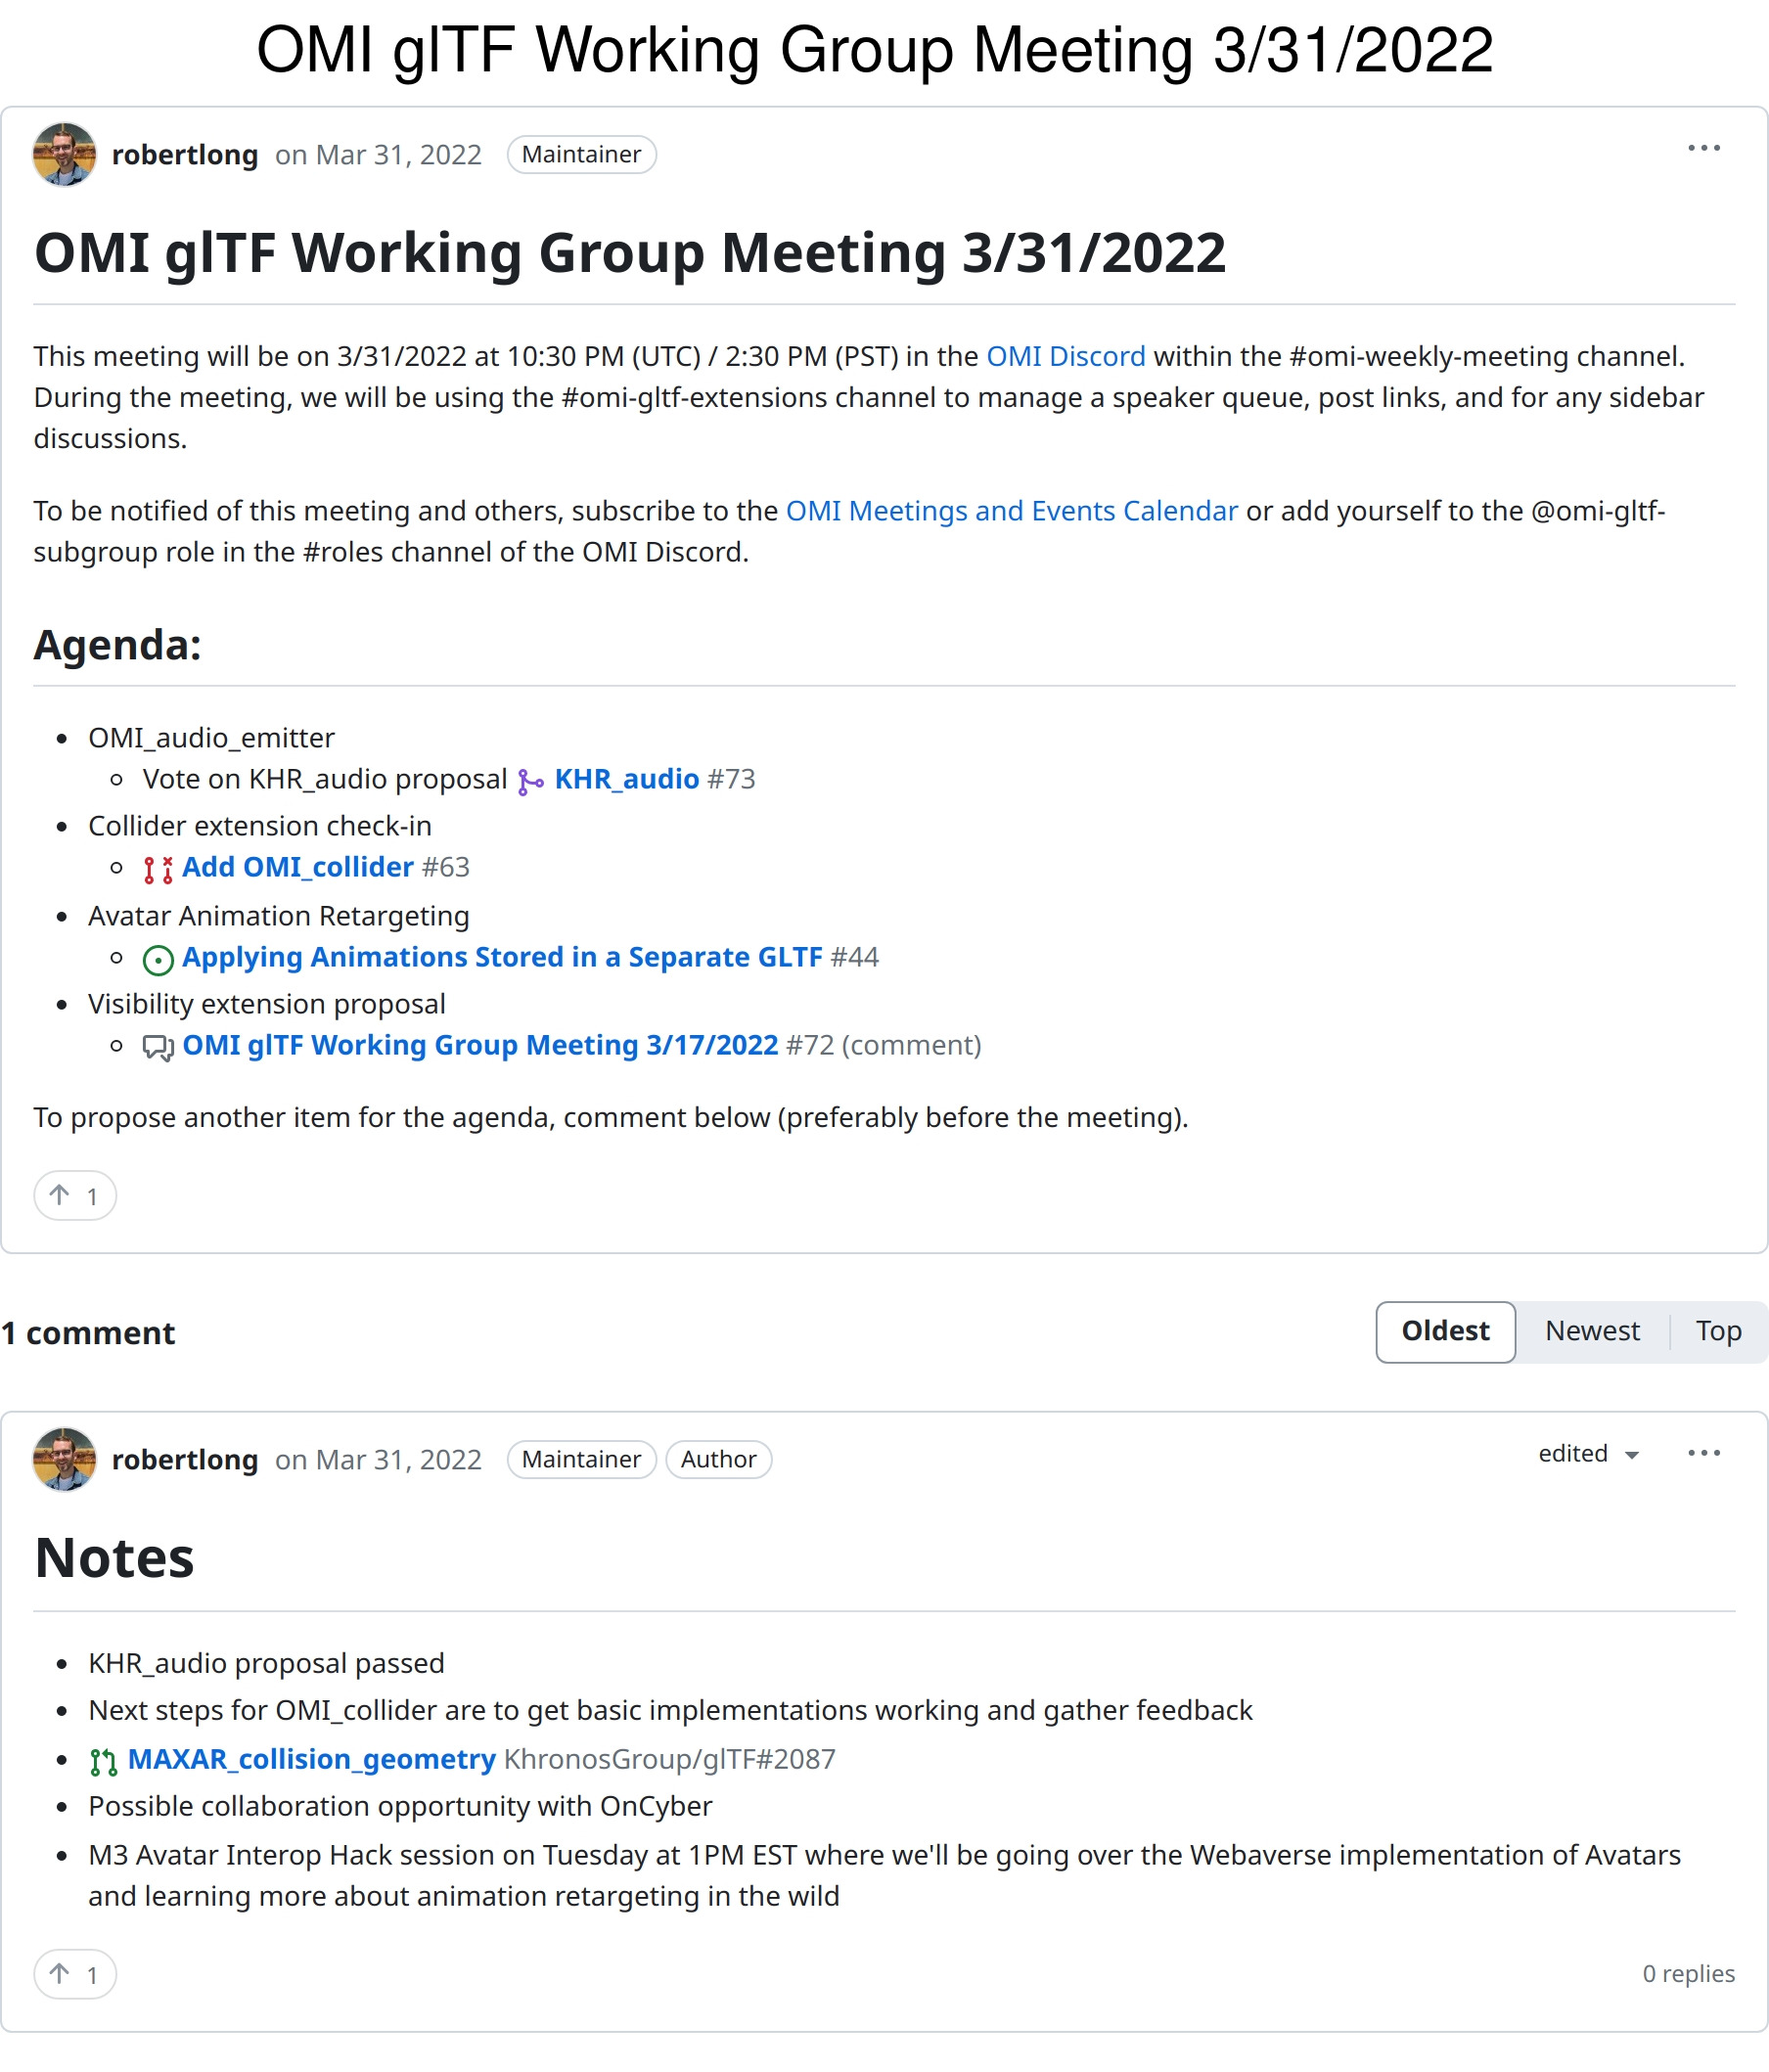 OMI glTF Working Group Meeting 3/31/2022
robertlong on Mar 31, 2022 Maintainer
OMI glTF Working Group Meeting 3/31/2022
This meeting will be on 3/31/2022 at 10:30 PM (UTC) / 2:30 PM (PST) in the OMI Discord within the #omi-weekly-meeting channel.
During the meeting, we will be using the #omi-gltf-extensions channel to manage a speaker queue, post links, and for any sidebar
discussions.
To be notified of this meeting and others, subscribe to the OMI Meetings and Events Calendar or add yourself to the @omi-gltf-
subgroup role in the #roles channel of the OMI Discord.
Agenda:
OMI_audio_emitter
Vote on KHR_audio proposal KHR_audio #73
Collider extension check-in
Add OMI_collider #63
Avatar Animation Retargeting
Applying Animations Stored in a Separate GLTF #44
Visibility extension proposal
OMI glTF Working Group Meeting 3/17/2022 #72 (comment)
To propose another item for the agenda, comment below (preferably before the meeting).
1
1 comment
Oldest Newest Top
robertlong on Mar 31, 2022 Maintainer Author edited
Notes
KHR_audio proposal passed
Next steps for OMI_collider are to get basic implementations working and gather feedback
MAXAR_collision_geometry KhronosGroup/glTF#2087
Possible collaboration opportunity with OnCyber
M3 Avatar Interop Hack session on Tuesday at 1PM EST where we'll be going over the Webaverse implementation of Avatars
and learning more about animation retargeting in the wild
1
0 replies